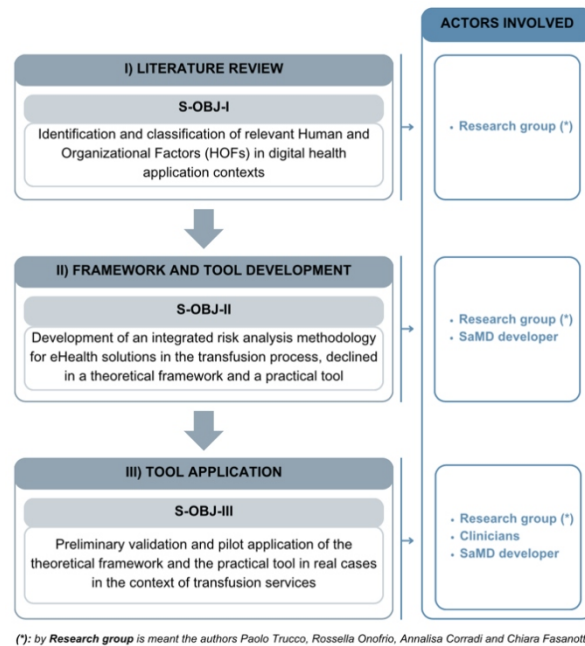 ACTORS INVOLVED
I) LITERATURE REVIEW
S-OBJ-I
Identification and classification of relevant Human and
Organizational Factors (HOFs) in digital health
application contexts
• Research group (*)
II) FRAMEWORK AND TOOL DEVELOPMENT
S-OBJ-II
Development of an integrated risk analysis methodology
for eHealth solutions in the transfusion process, declined
in a theoretical framework and a practical tool
• Research group (*)
• SaMD developer
III) TOOL APPLICATION
S-OBJ-III
Preliminary validation and pilot application of the
theoretical framework and the practical tool in real cases
in the context of transfusion services
• Research group (*)
• Clinicians
• SaMD developer
(*): by Research group is meant the authors Paolo Trucco, Rossella Onofrio, Annalisa Corradi and Chiara Fasanott